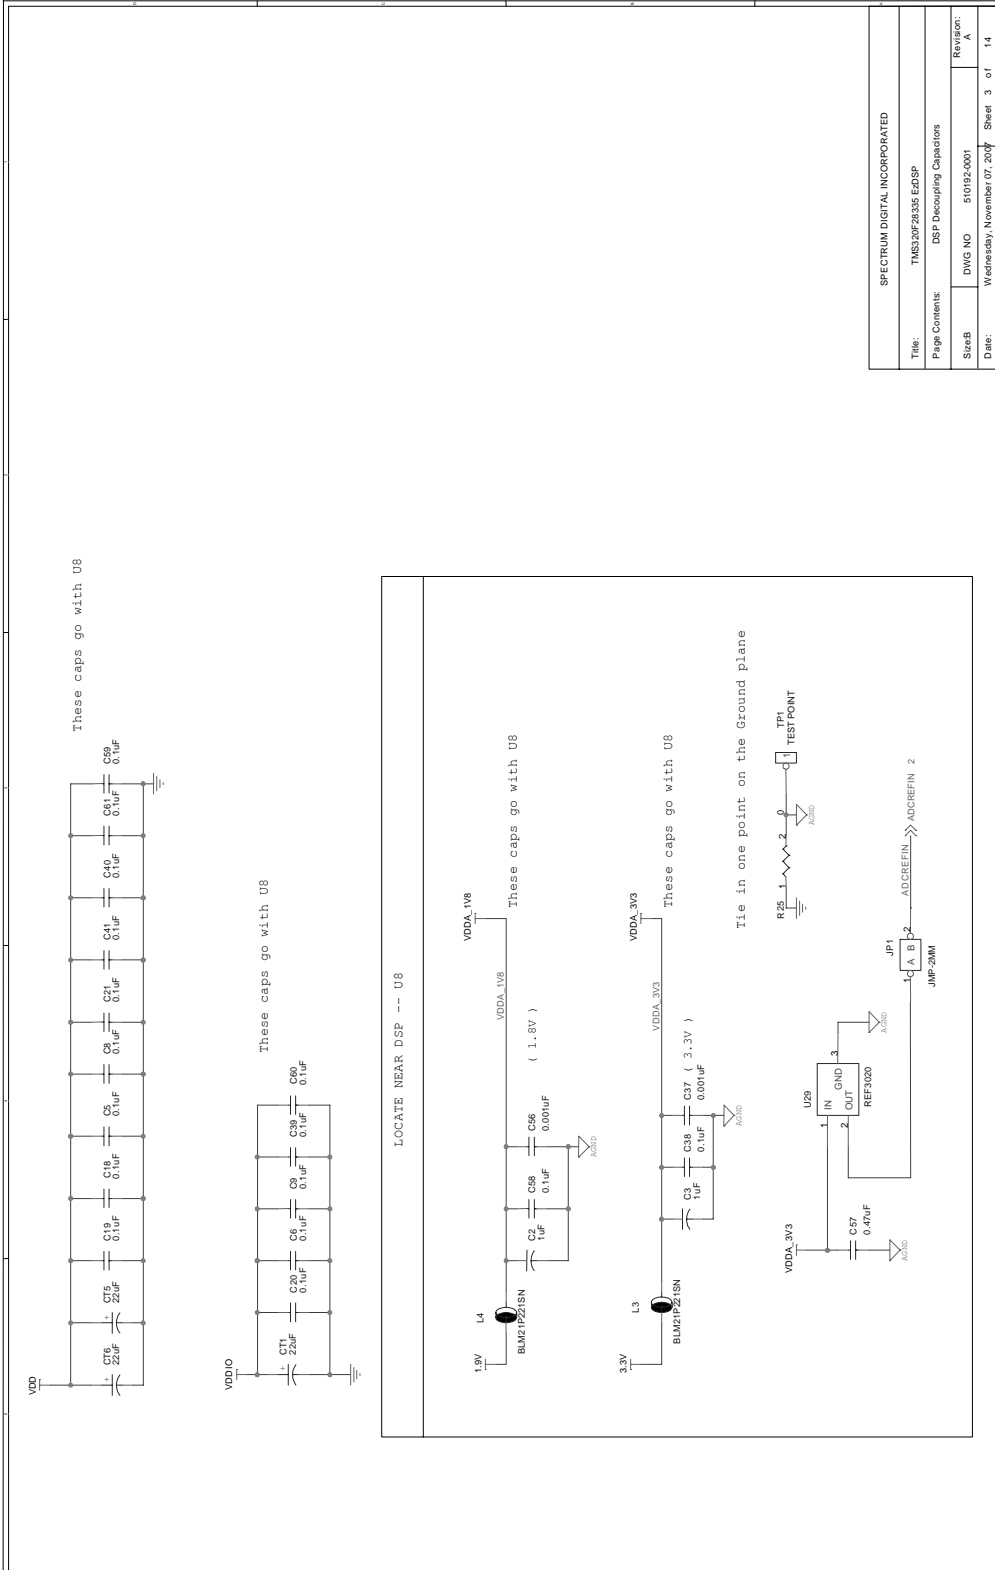 VDD
CT6
22uF
CT5
22uF
C19
0.1uF
C18
0.1uF
C5
0.1uF
C8
0.1uF
C21
0.1uF
C41
0.1uF
C40
0.1uF
C61
0.1uF
C59
0.1uF
+
+
These caps go with U8
VDDIO
CT1
22uF
C20
0.1uF
C6
0.1uF
C9
0.1uF
C39
0.1uF
C60
0.1uF
+
These caps go with U8
LOCATE NEAR DSP -- U8
1.9V
L4
BLM21P221SN
C2
1uF
C58
0.1uF
C56
0.001uF
AGND
( 1.8V )
VDDA_1V8
VDDA_1V8
These caps go with U8
3.3V
L3
BLM21P221SN
C3
1uF
C38
0.1uF
C37
0.001uF
AGND
( 3.3V )
VDDA_3V3
VDDA_3V3
These caps go with U8
Tie in one point on the Ground plane
R25
1
2
0
AGND
1
TP1
TEST POINT
VDDA_3V3
C57
0.47uF
AGND
U29
1
IN
2
OUT
GND
3
REF3020
AGND
JP1
1
A B
2
JMP-2MM
ADCREFIN
ADCREFIN 2
SPECTRUM DIGITAL INCORPORATED
Title: TMS320F28335 EzDSP
Page Contents: DSP Decoupling Capacitors
Size:B DWG NO 510192-0001 Revision: A
Date: Wednesday, November 07, 2007 Sheet 3 of 14